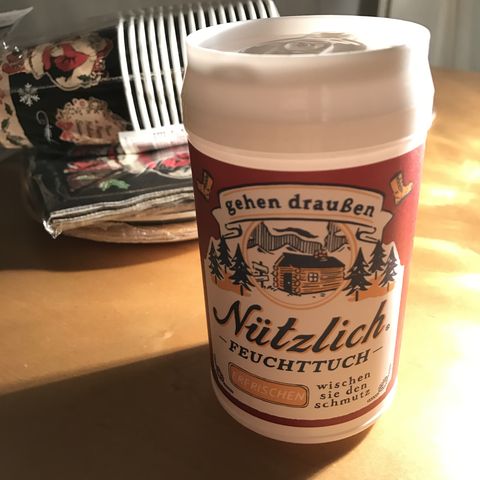 gehen draußen
Nützlich
FEUCHTTUCH
ERFRISCHEN
wischen
sie den
schmutz